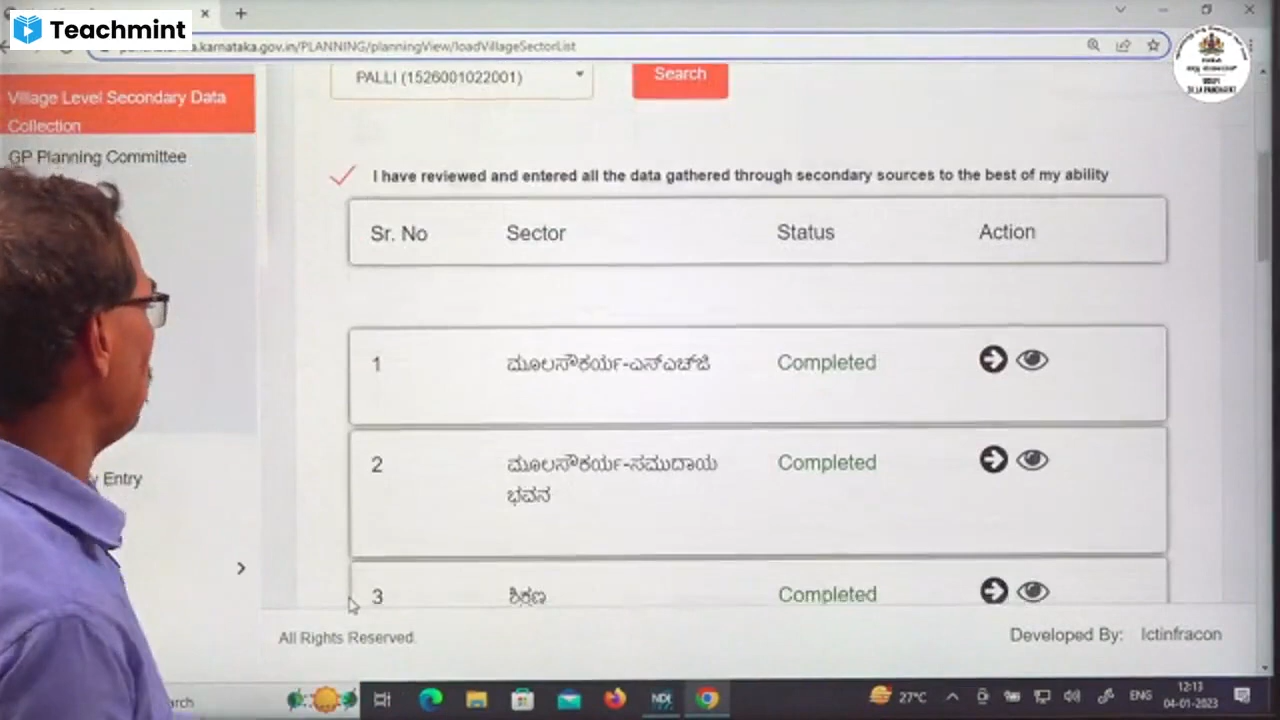 Teachmint
karnataka.gov.in/PLANNING/planningView/loadVillageSectorList
PALLI (1526001022001)
Search
Village Level Secondary Data
Collection
GP Planning Committee
I have reviewed and entered all the data gathered through secondary sources to the best of my ability
Sr. No Sector Status Action
1 ಮೂಲಸೌಕರ್ಯ-ಎಸ್‌ಎಚ್‌ಜಿ Completed
2 ಮೂಲಸೌಕರ್ಯ-ಸಮುದಾಯ Completed
ಭವನ
Entry
3 ಶಿಕ್ಷಣ Completed
All Rights Reserved
Developed By: Ictinfracon
27°C
ENG
12:13
04-01-2023